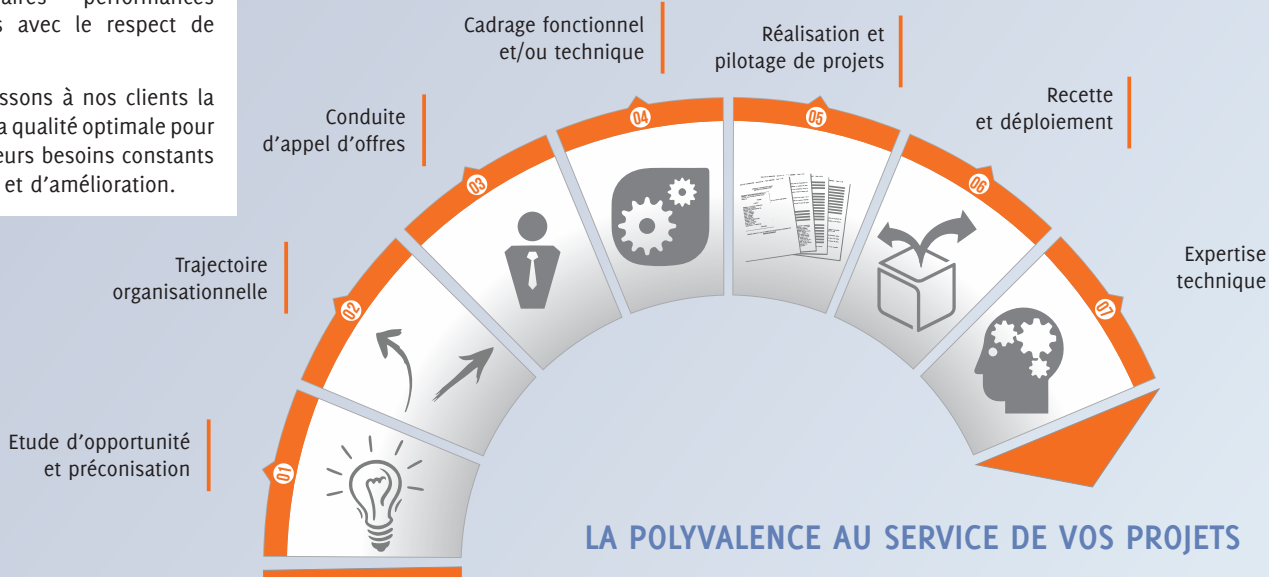 performances
avec le respect de
à nos clients la
qualité optimale pour
besoins constants
et d'amélioration.
Etude d'opportunité
et préconisation
01
Trajectoire
organisationnelle
02
Conduite
d'appel d'offres
03
Cadrage fonctionnel
et/ou technique
04
Réalisation et
pilotage de projets
05
Recette
et déploiement
06
Expertise
technique
07
LA POLYVALENCE AU SERVICE DE VOS PROJETS